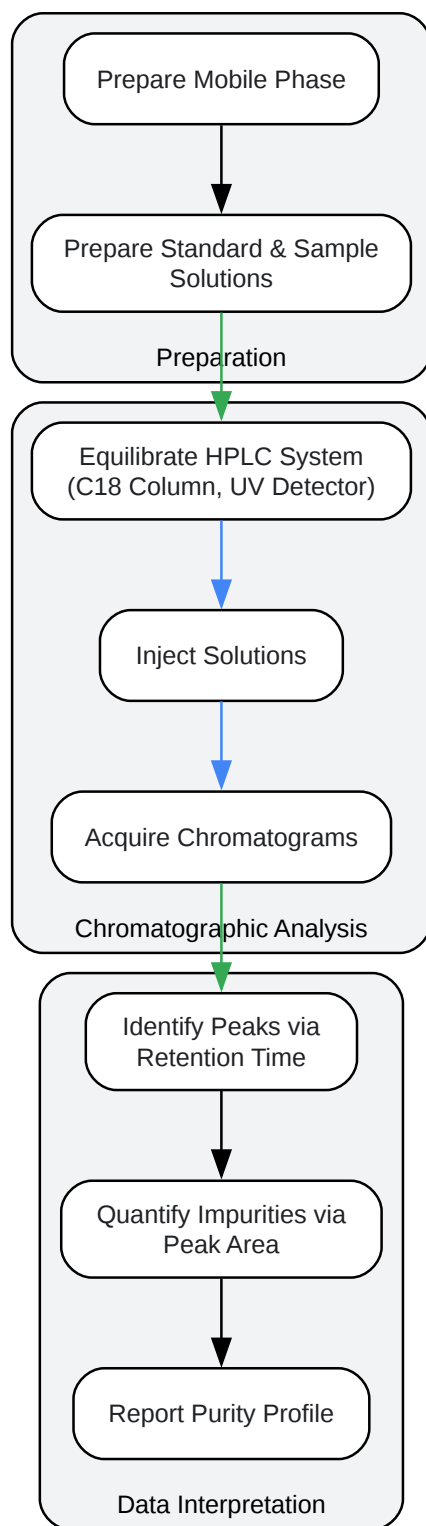 Prepare Mobile Phase
Prepare Standard & Sample
Solutions
Preparation
Equilibrate HPLC System
(C18 Column, UV Detector)
Inject Solutions
Acquire Chromatograms
Chromatographic Analysis
Identify Peaks via
Retention Time
Quantify Impurities via
Peak Area
Report Purity Profile
Data Interpretation